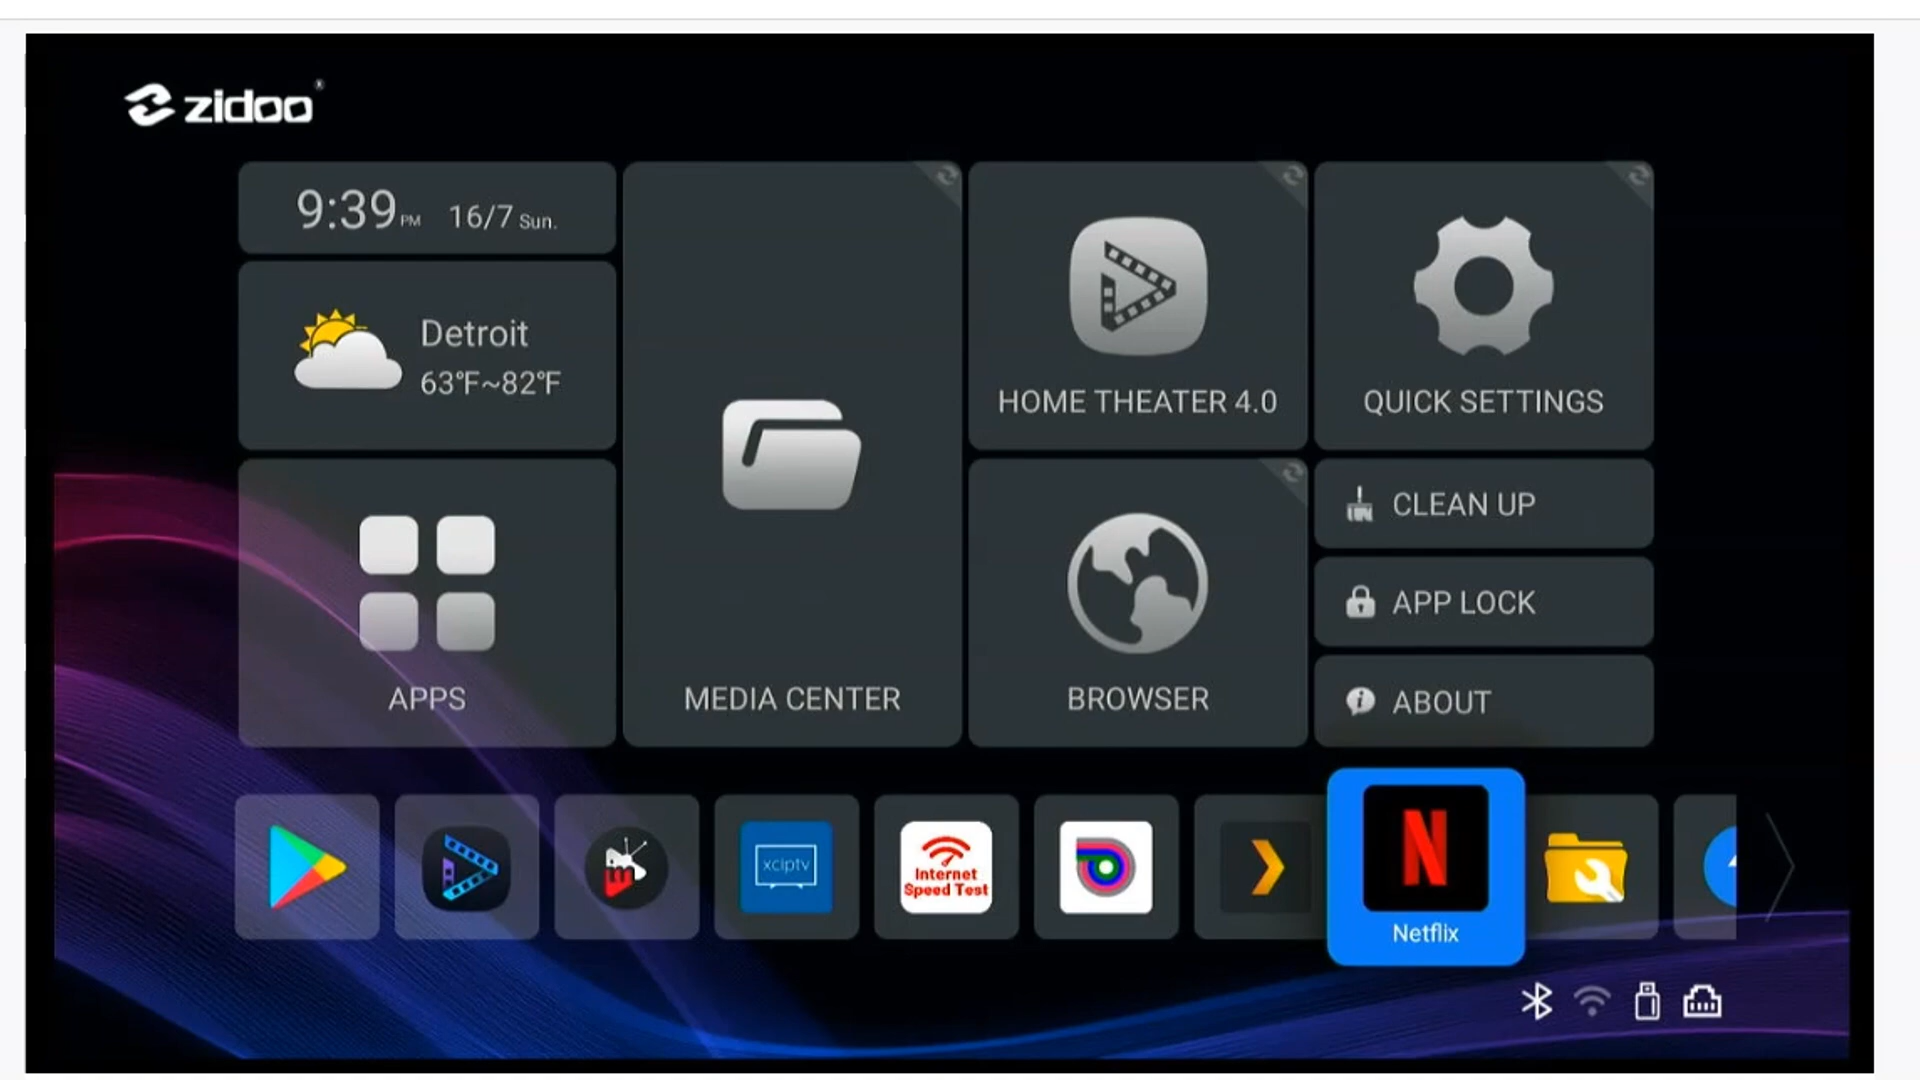 zidoo®
9:39 PM 16/7 Sun.
Detroit
63°F~82°F
APPS
MEDIA CENTER
HOME THEATER 4.0
BROWSER
QUICK SETTINGS
CLEAN UP
APP LOCK
ABOUT
xciptv
Internet
Speed Test
N
Netflix